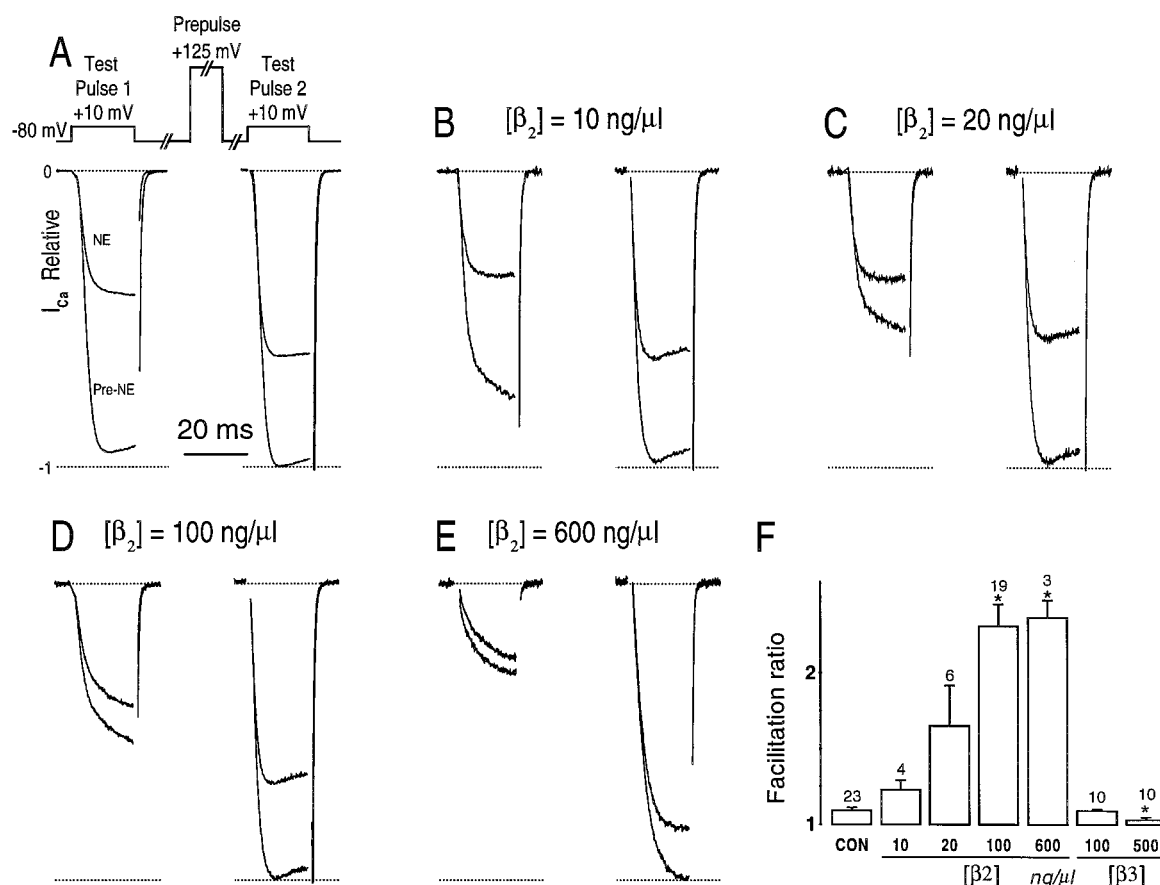 A
Prepulse
+125 mV
Test
Pulse 1
+10 mV
Test
Pulse 2
+10 mV
-80 mV
0
NE
Pre-NE
I_Ca Relative
-1
20 ms
B [β₂] = 10 ng/μl
C [β₂] = 20 ng/μl
D [β₂] = 100 ng/μl
E [β₂] = 600 ng/μl
F
Facilitation ratio
2
1
23
4
6
19
*
3
*
10
10
*
CON 10 20 100 600 100 500
[β2] ng/μl [β3]